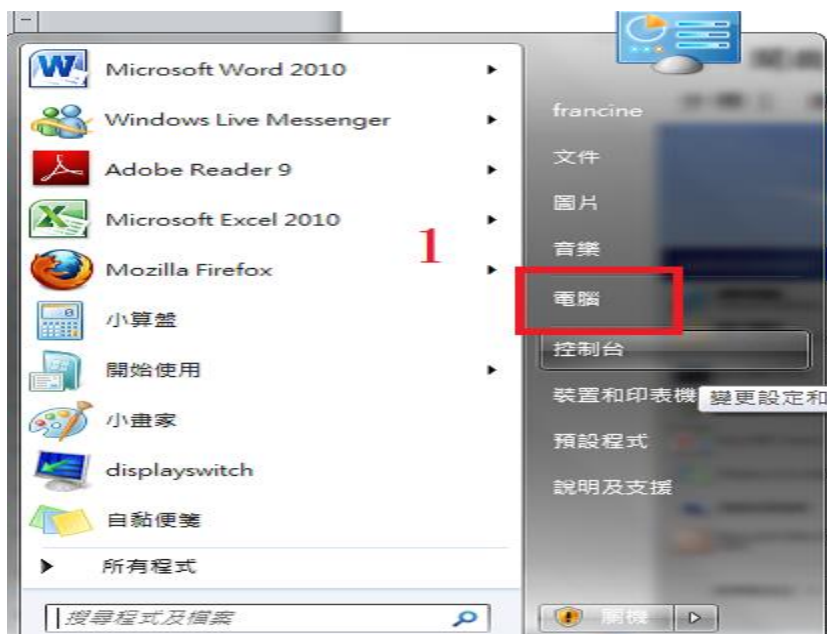 Microsoft Word 2010
Windows Live Messenger
Adobe Reader 9
Microsoft Excel 2010
1
Mozilla Firefox
小算盤
開始使用
小畫家
displayswitch
自黏便箋
所有程式
搜尋程式及檔案
francine
文件
圖片
音樂
電腦
控制台
裝置和印表機
變更設定和
預設程式
說明及支援
關機